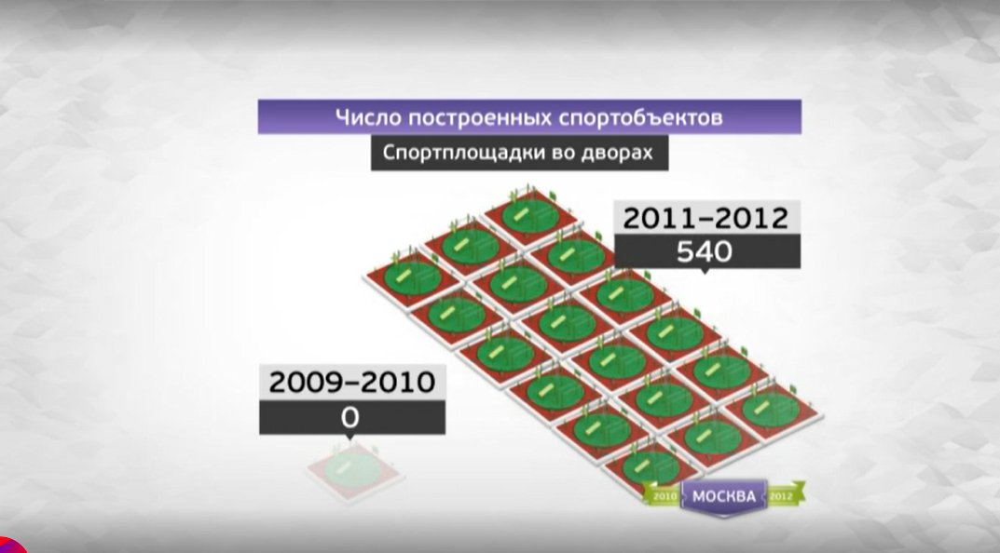 Число построенных спортобъектов
Спортплощадки во дворах
2011–2012
540
2009–2010
0
2010 МОСКВА 2012